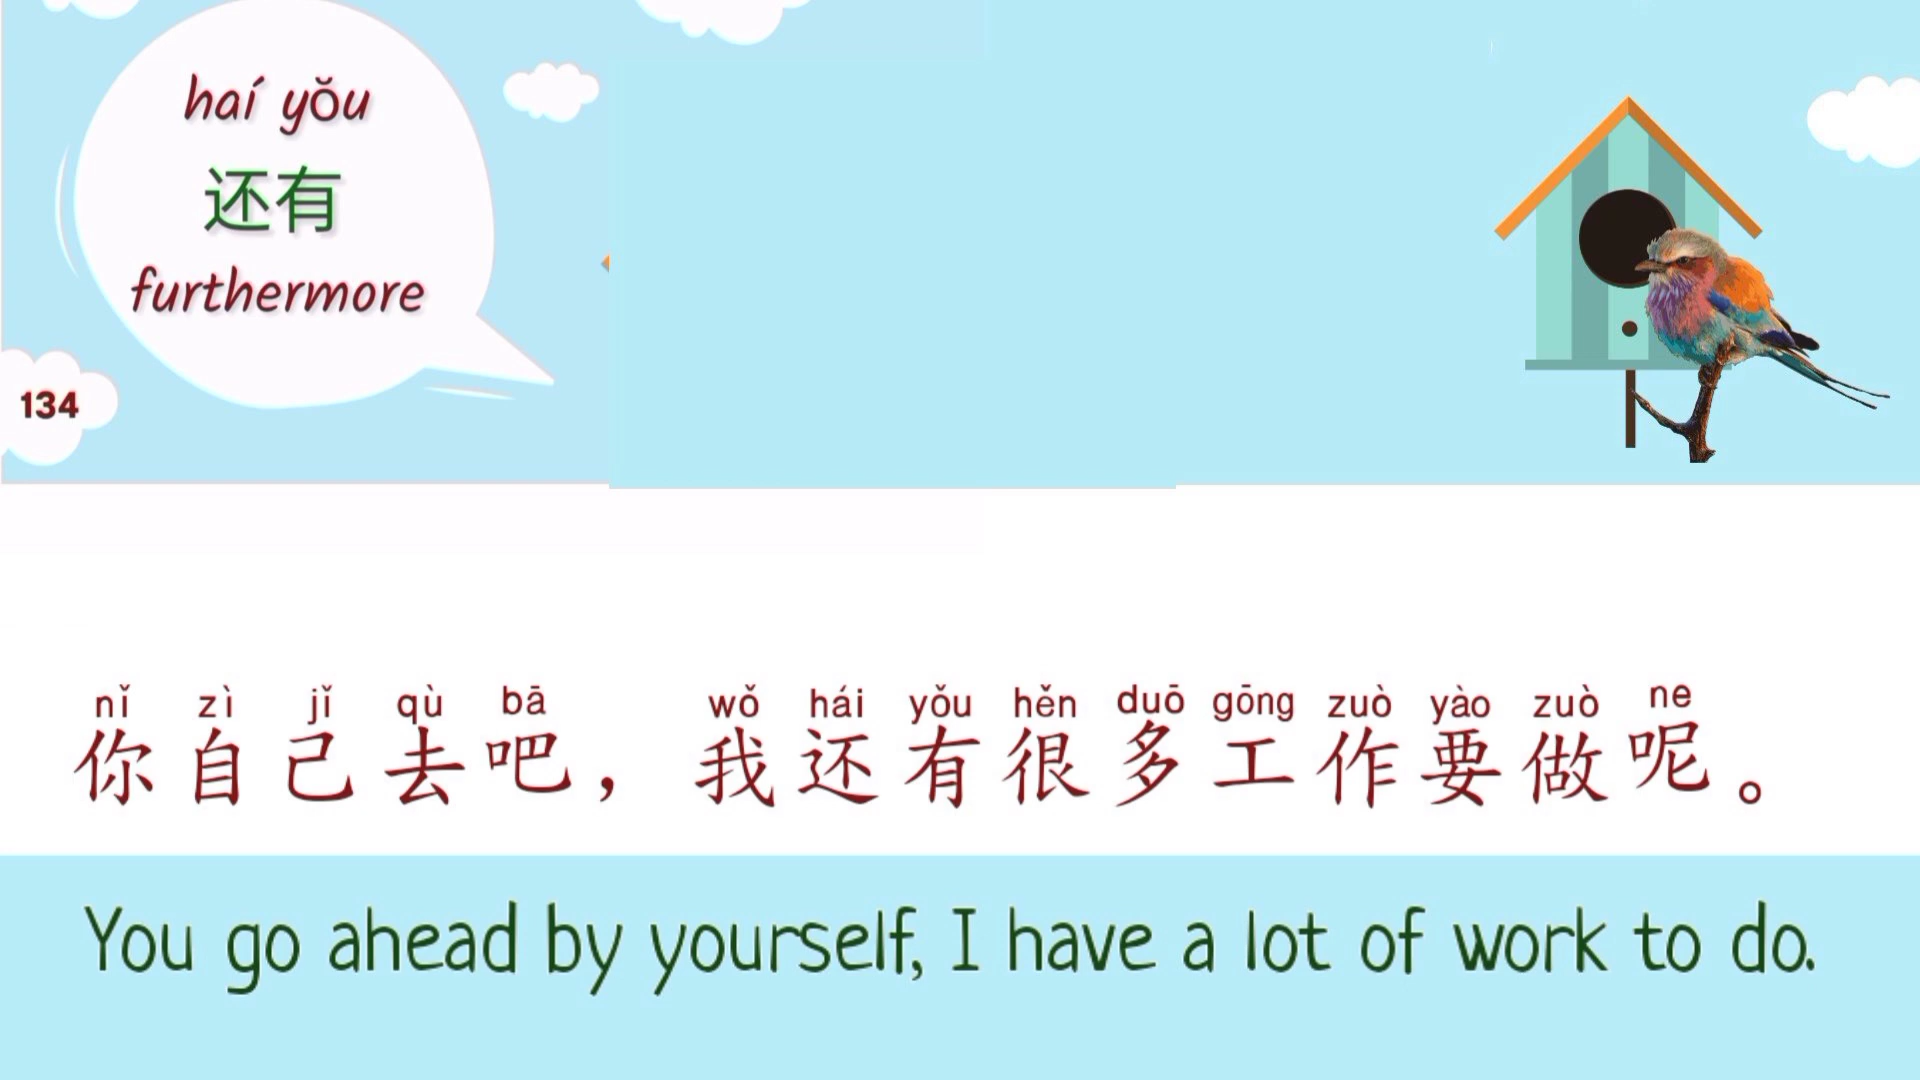 haí yŏu
还有
furthermore
134
nǐ zì jǐ qù bā wǒ hái yǒu hěn duō gōng zuò yào zuò ne
你自己去吧，我还有很多工作要做呢。
You go ahead by yourself, I have a lot of work to do.